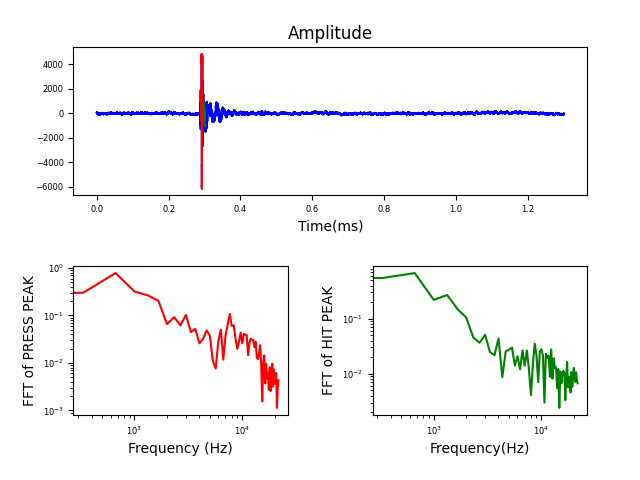 Amplitude
4000
2000
0
−2000
−4000
−6000
0.0 0.2 0.4 0.6 0.8 1.0 1.2
Time(ms)
FFT of PRESS PEAK
10⁰
10⁻¹
10⁻²
10⁻³
10³ 10⁴
Frequency (Hz)
FFT of HIT PEAK
10⁻¹
10⁻²
10³ 10⁴
Frequency(Hz)